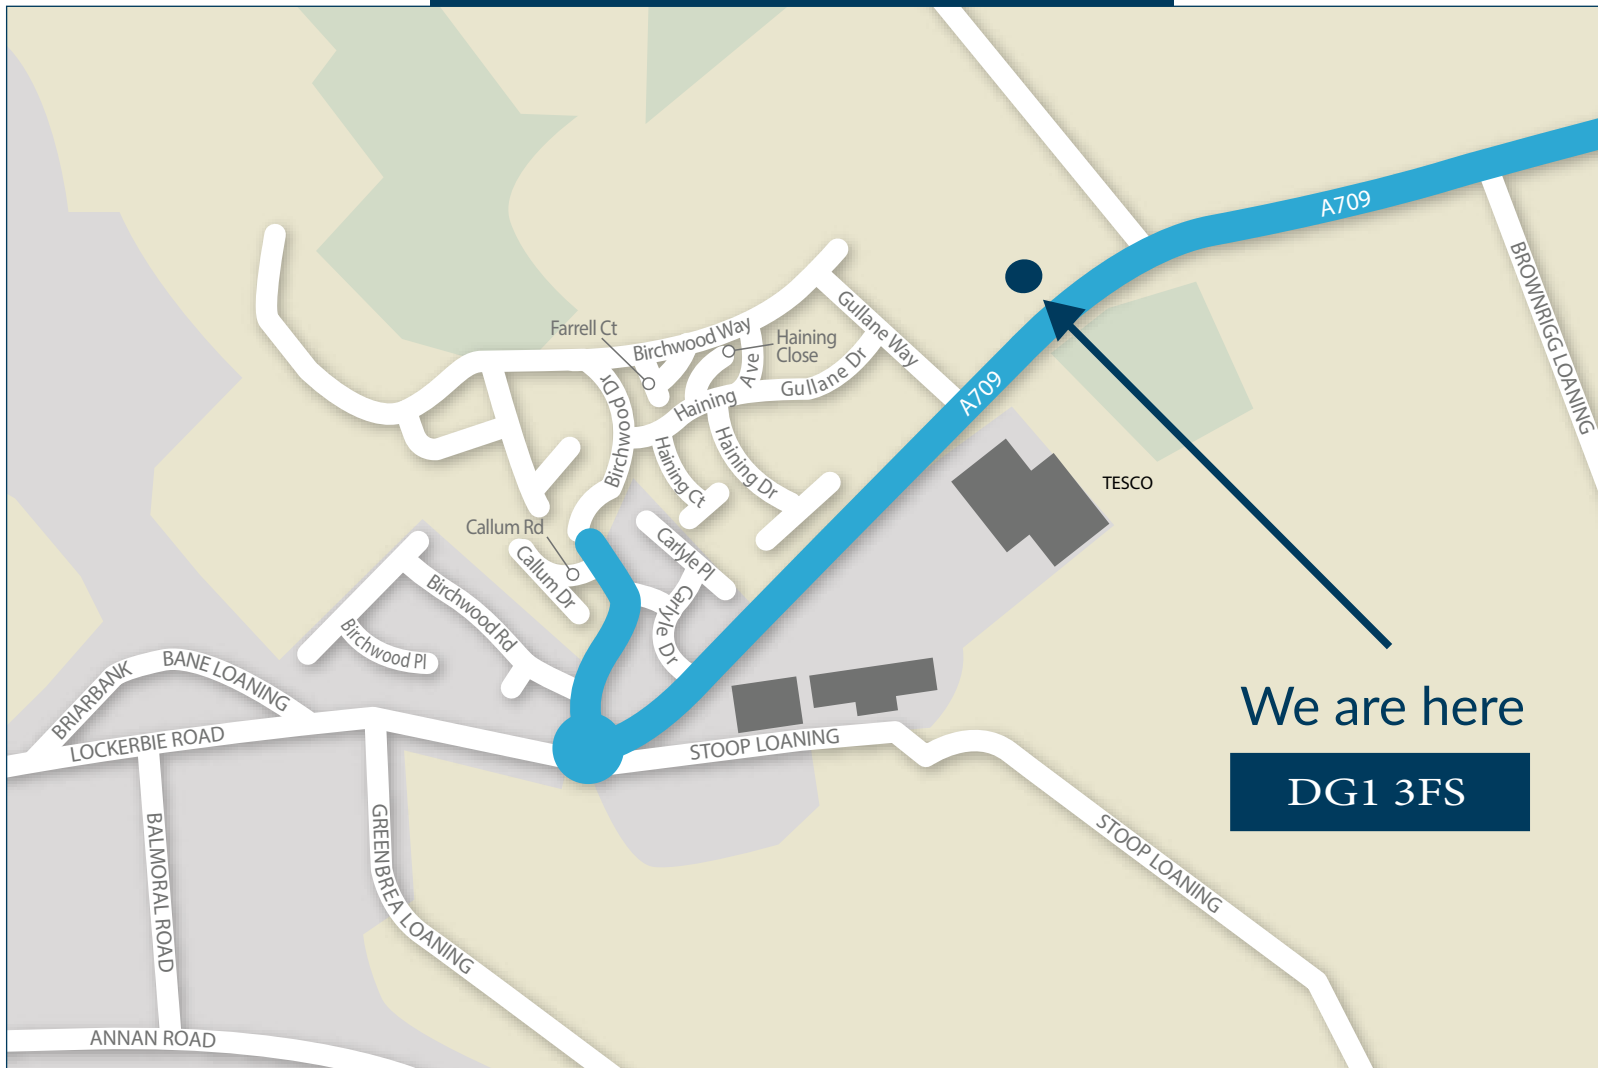 A709
BROWNRIGG LOANING
Gullane Way
Farrell Ct
Birchwood Way
Haining
Close
Ave
Gullane Dr
A709
Birchwood Dr
Haining
Haining Ct
Haining Dr
TESCO
Callum Rd
Callum Dr
Carlyle Pl
Carlyle Dr
Birchwood Rd
Birchwood Pl
BRIARBANK
BANE LOANING
LOCKERBIE ROAD
STOOP LOANING
We are here
DG1 3FS
BALMORAL ROAD
GREENBREA LOANING
STOOP LOANING
ANNAN ROAD